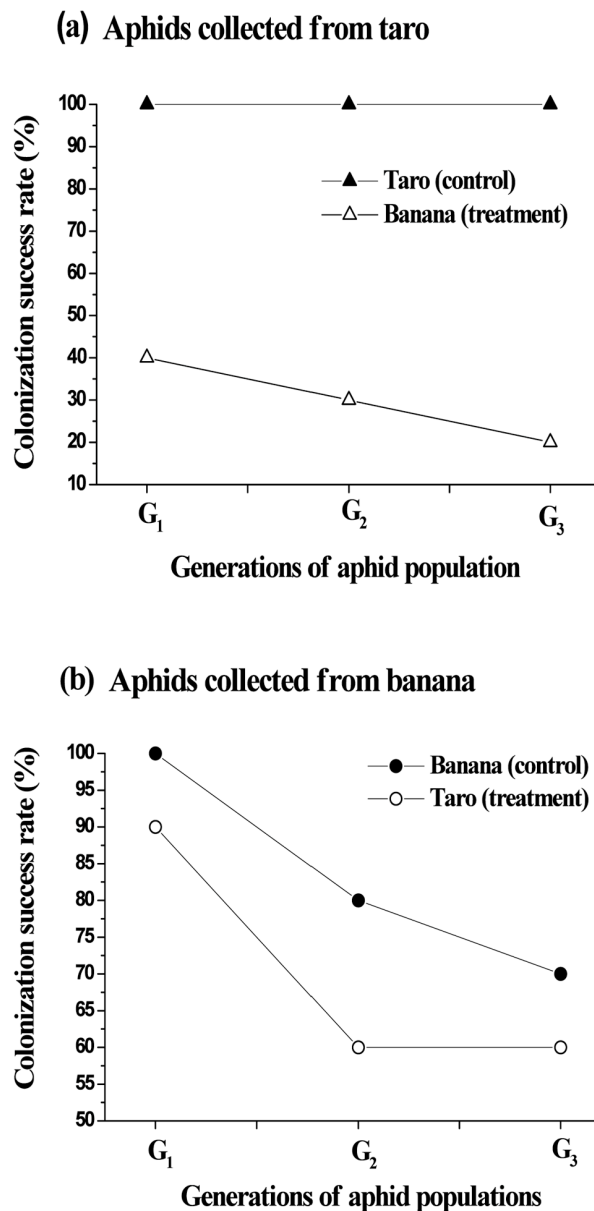 (a) Aphids collected from taro
Colonization success rate (%)
100
90
80
70
60
50
40
30
20
10
Taro (control)
Banana (treatment)
G1
G2
G3
Generations of aphid population
(b) Aphids collected from banana
Colonization success rate (%)
100
95
90
85
80
75
70
65
60
55
50
Banana (control)
Taro (treatment)
G1
G2
G3
Generations of aphid populations